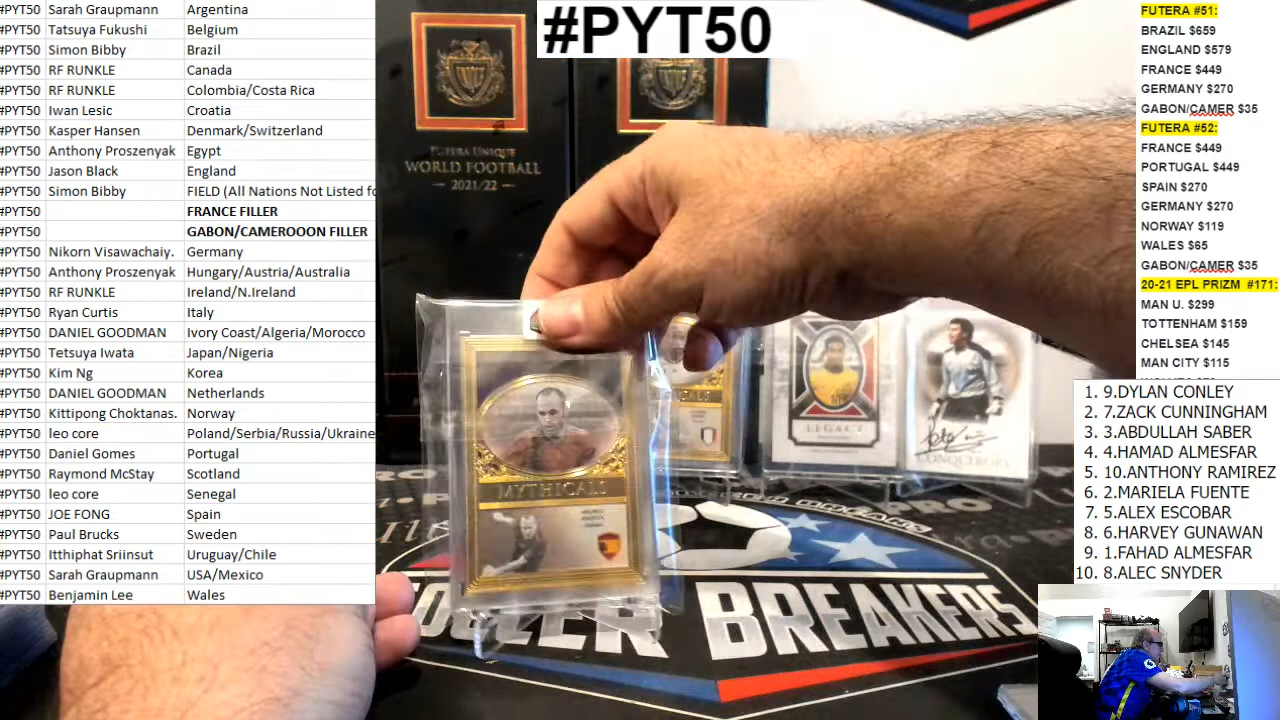 #PYT50 Sarah Graupmann Argentina
#PYT50 Tatsuya Fukushi Belgium
#PYT50 Simon Bibby Brazil
#PYT50 RF RUNKLE Canada
#PYT50 RF RUNKLE Colombia/Costa Rica
#PYT50 Iwan Lesic Croatia
#PYT50 Kasper Hansen Denmark/Switzerland
#PYT50 Anthony Proszenyak Egypt
#PYT50 Jason Black England
#PYT50 Simon Bibby FIELD (All Nations Not Listed fo
#PYT50 FRANCE FILLER
#PYT50 GABON/CAMEROOON FILLER
#PYT50 Nikorn Visawachaiy. Germany
#PYT50 Anthony Proszenyak Hungary/Austria/Australia
#PYT50 RF RUNKLE Ireland/N.Ireland
#PYT50 Ryan Curtis Italy
#PYT50 DANIEL GOODMAN Ivory Coast/Algeria/Morocco
#PYT50 Tetsuya Iwata Japan/Nigeria
#PYT50 Kim Ng Korea
#PYT50 DANIEL GOODMAN Netherlands
#PYT50 Kittipong Choktanas. Norway
#PYT50 leo core Poland/Serbia/Russia/Ukraine
#PYT50 Daniel Gomes Portugal
#PYT50 Raymond McStay Scotland
#PYT50 leo core Senegal
#PYT50 JOE FONG Spain
#PYT50 Paul Brucks Sweden
#PYT50 Itthiphat Sriinsut Uruguay/Chile
#PYT50 Sarah Graupmann USA/Mexico
#PYT50 Benjamin Lee Wales
#PYT50
FUTERA UNIQUE
WORLD FOOTBALL
2021/22
MYTHICALS
LEGACY
CONQUERORS
SOCCER BREAKERS
FUTERA #51:
BRAZIL $659
ENGLAND $579
FRANCE $449
GERMANY $270
GABON/CAMER $35
FUTERA #52:
FRANCE $449
PORTUGAL $449
SPAIN $270
GERMANY $270
NORWAY $119
WALES $65
GABON/CAMER $35
20-21 EPL PRIZM #171:
MAN U. $299
TOTTENHAM $159
CHELSEA $145
MAN CITY $115
1. 9.DYLAN CONLEY
2. 7.ZACK CUNNINGHAM
3. 3.ABDULLAH SABER
4. 4.HAMAD ALMESFAR
5. 10.ANTHONY RAMIREZ
6. 2.MARIELA FUENTE
7. 5.ALEX ESCOBAR
8. 6.HARVEY GUNAWAN
9. 1.FAHAD ALMESFAR
10. 8.ALEC SNYDER